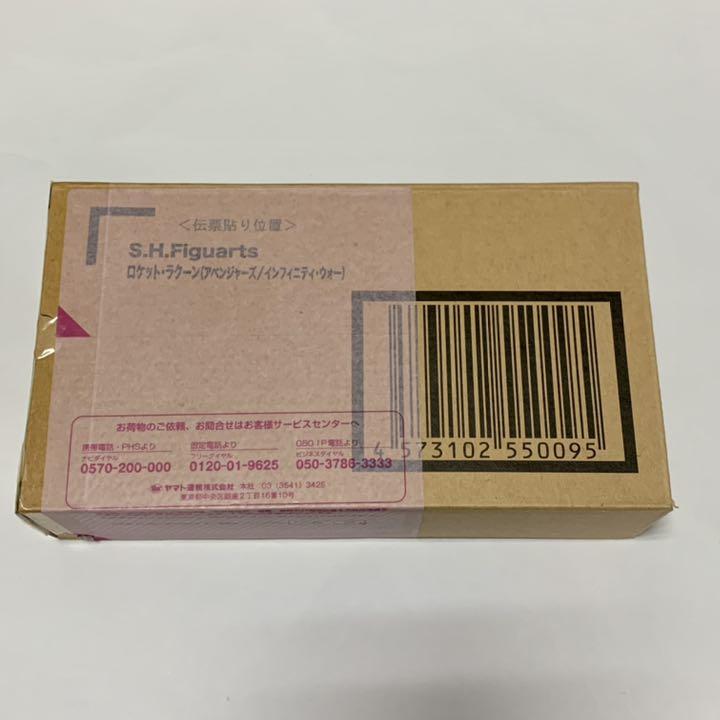 ＜伝票貼り位置＞
S.H.Figuarts
ロケット・ラクーン(アベンジャーズ/インフィニティ・ウォー)
お荷物のご依頼、お問合せはお客様サービスセンターへ
携帯電話・PHSより 固定電話より 050 IP電話より
ナビダイヤル フリーダイヤル ビジネスダイヤル
0570-200-000 0120-01-9625 050-3786-3333
ヤマト運輸株式会社 本社 03 (3541) 3425
東京都中央区銀座2丁目16番10号
4 573102 550095